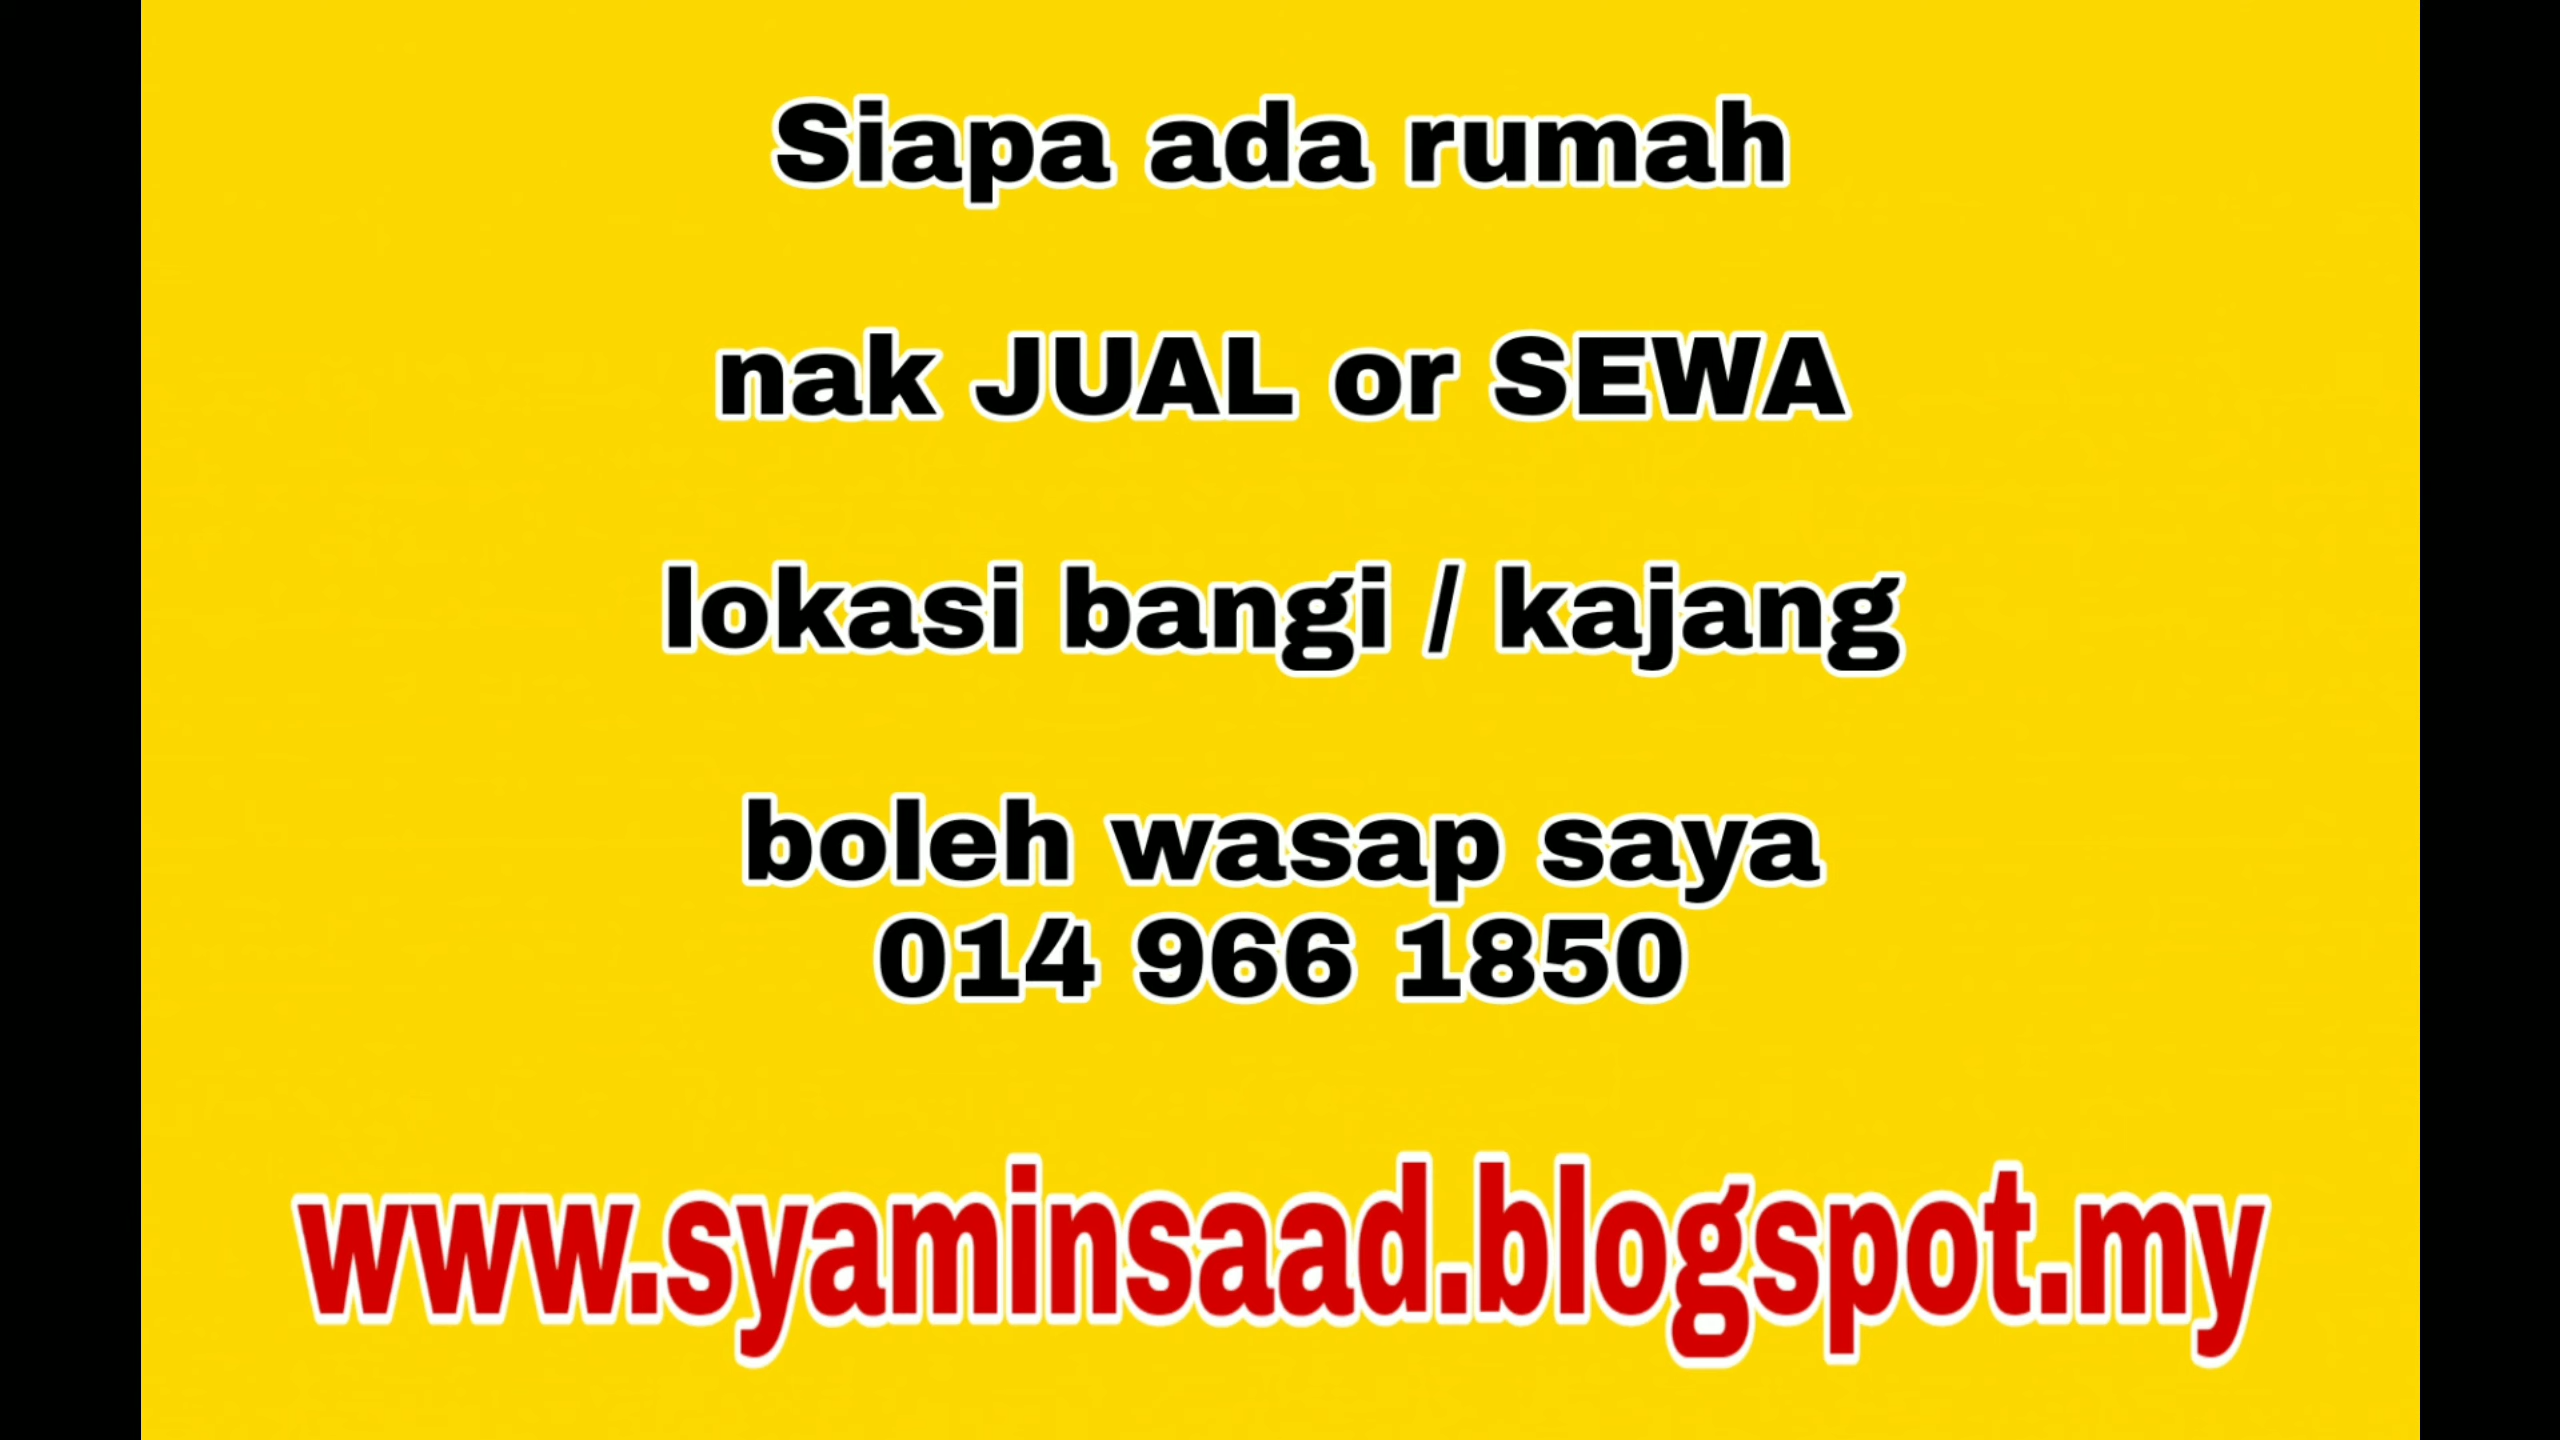 Siapa ada rumah
nak JUAL or SEWA
lokasi bangi / kajang
boleh wasap saya
014 966 1850
www.syaminsaad.blogspot.my